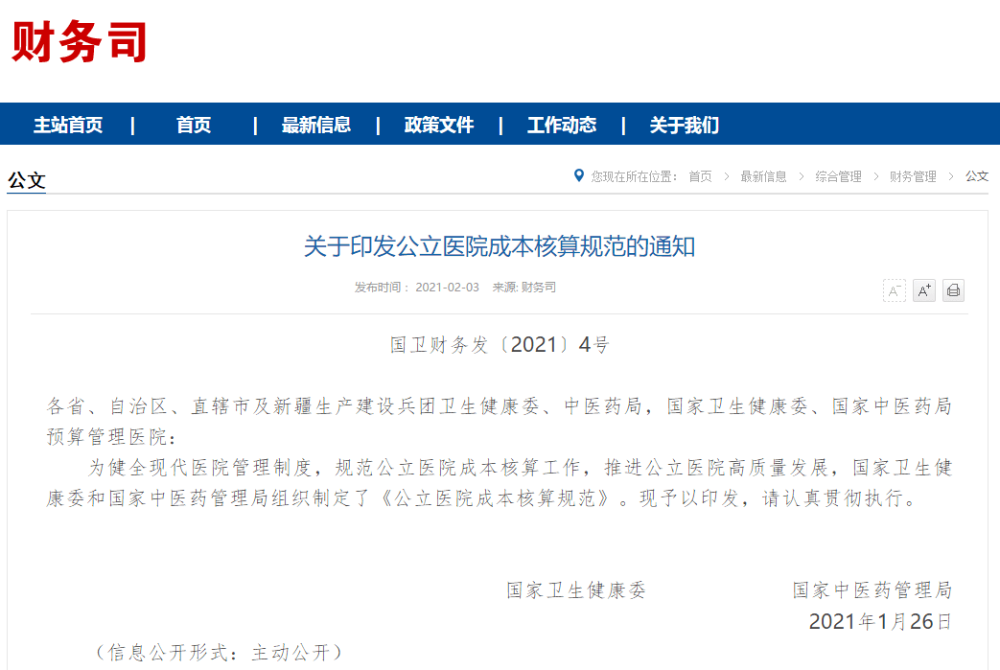 财务司
主站首页 | 首页 | 最新信息 | 政策文件 | 工作动态 | 关于我们
公文
您现在所在位置： 首页 > 最新信息 > 综合管理 > 财务管理 > 公文
关于印发公立医院成本核算规范的通知
发布时间： 2021-02-03 来源: 财务司
A- A+
国卫财务发〔2021〕4号
各省、自治区、直辖市及新疆生产建设兵团卫生健康委、中医药局，国家卫生健康委、国家中医药局
预算管理医院：
为健全现代医院管理制度，规范公立医院成本核算工作，推进公立医院高质量发展，国家卫生健
康委和国家中医药管理局组织制定了《公立医院成本核算规范》。现予以印发，请认真贯彻执行。
国家卫生健康委 国家中医药管理局
2021年1月26日
（信息公开形式：主动公开）